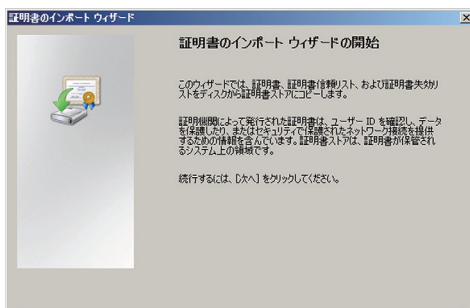 証明書のインポート ウィザード
証明書のインポート ウィザードの開始
このウィザードでは、証明書、証明書信頼リスト、および証明書失効リ
ストをディスクから証明書ストアにコピーします。
証明機関によって発行された証明書は、ユーザー ID を確認し、データ
を保護したり、またはセキュリティで保護されたネットワーク接続を提供
するための情報を含んでいます。証明書ストアは、証明書が保管され
るシステム上の領域です。
続行するには、[次へ] をクリックしてください。